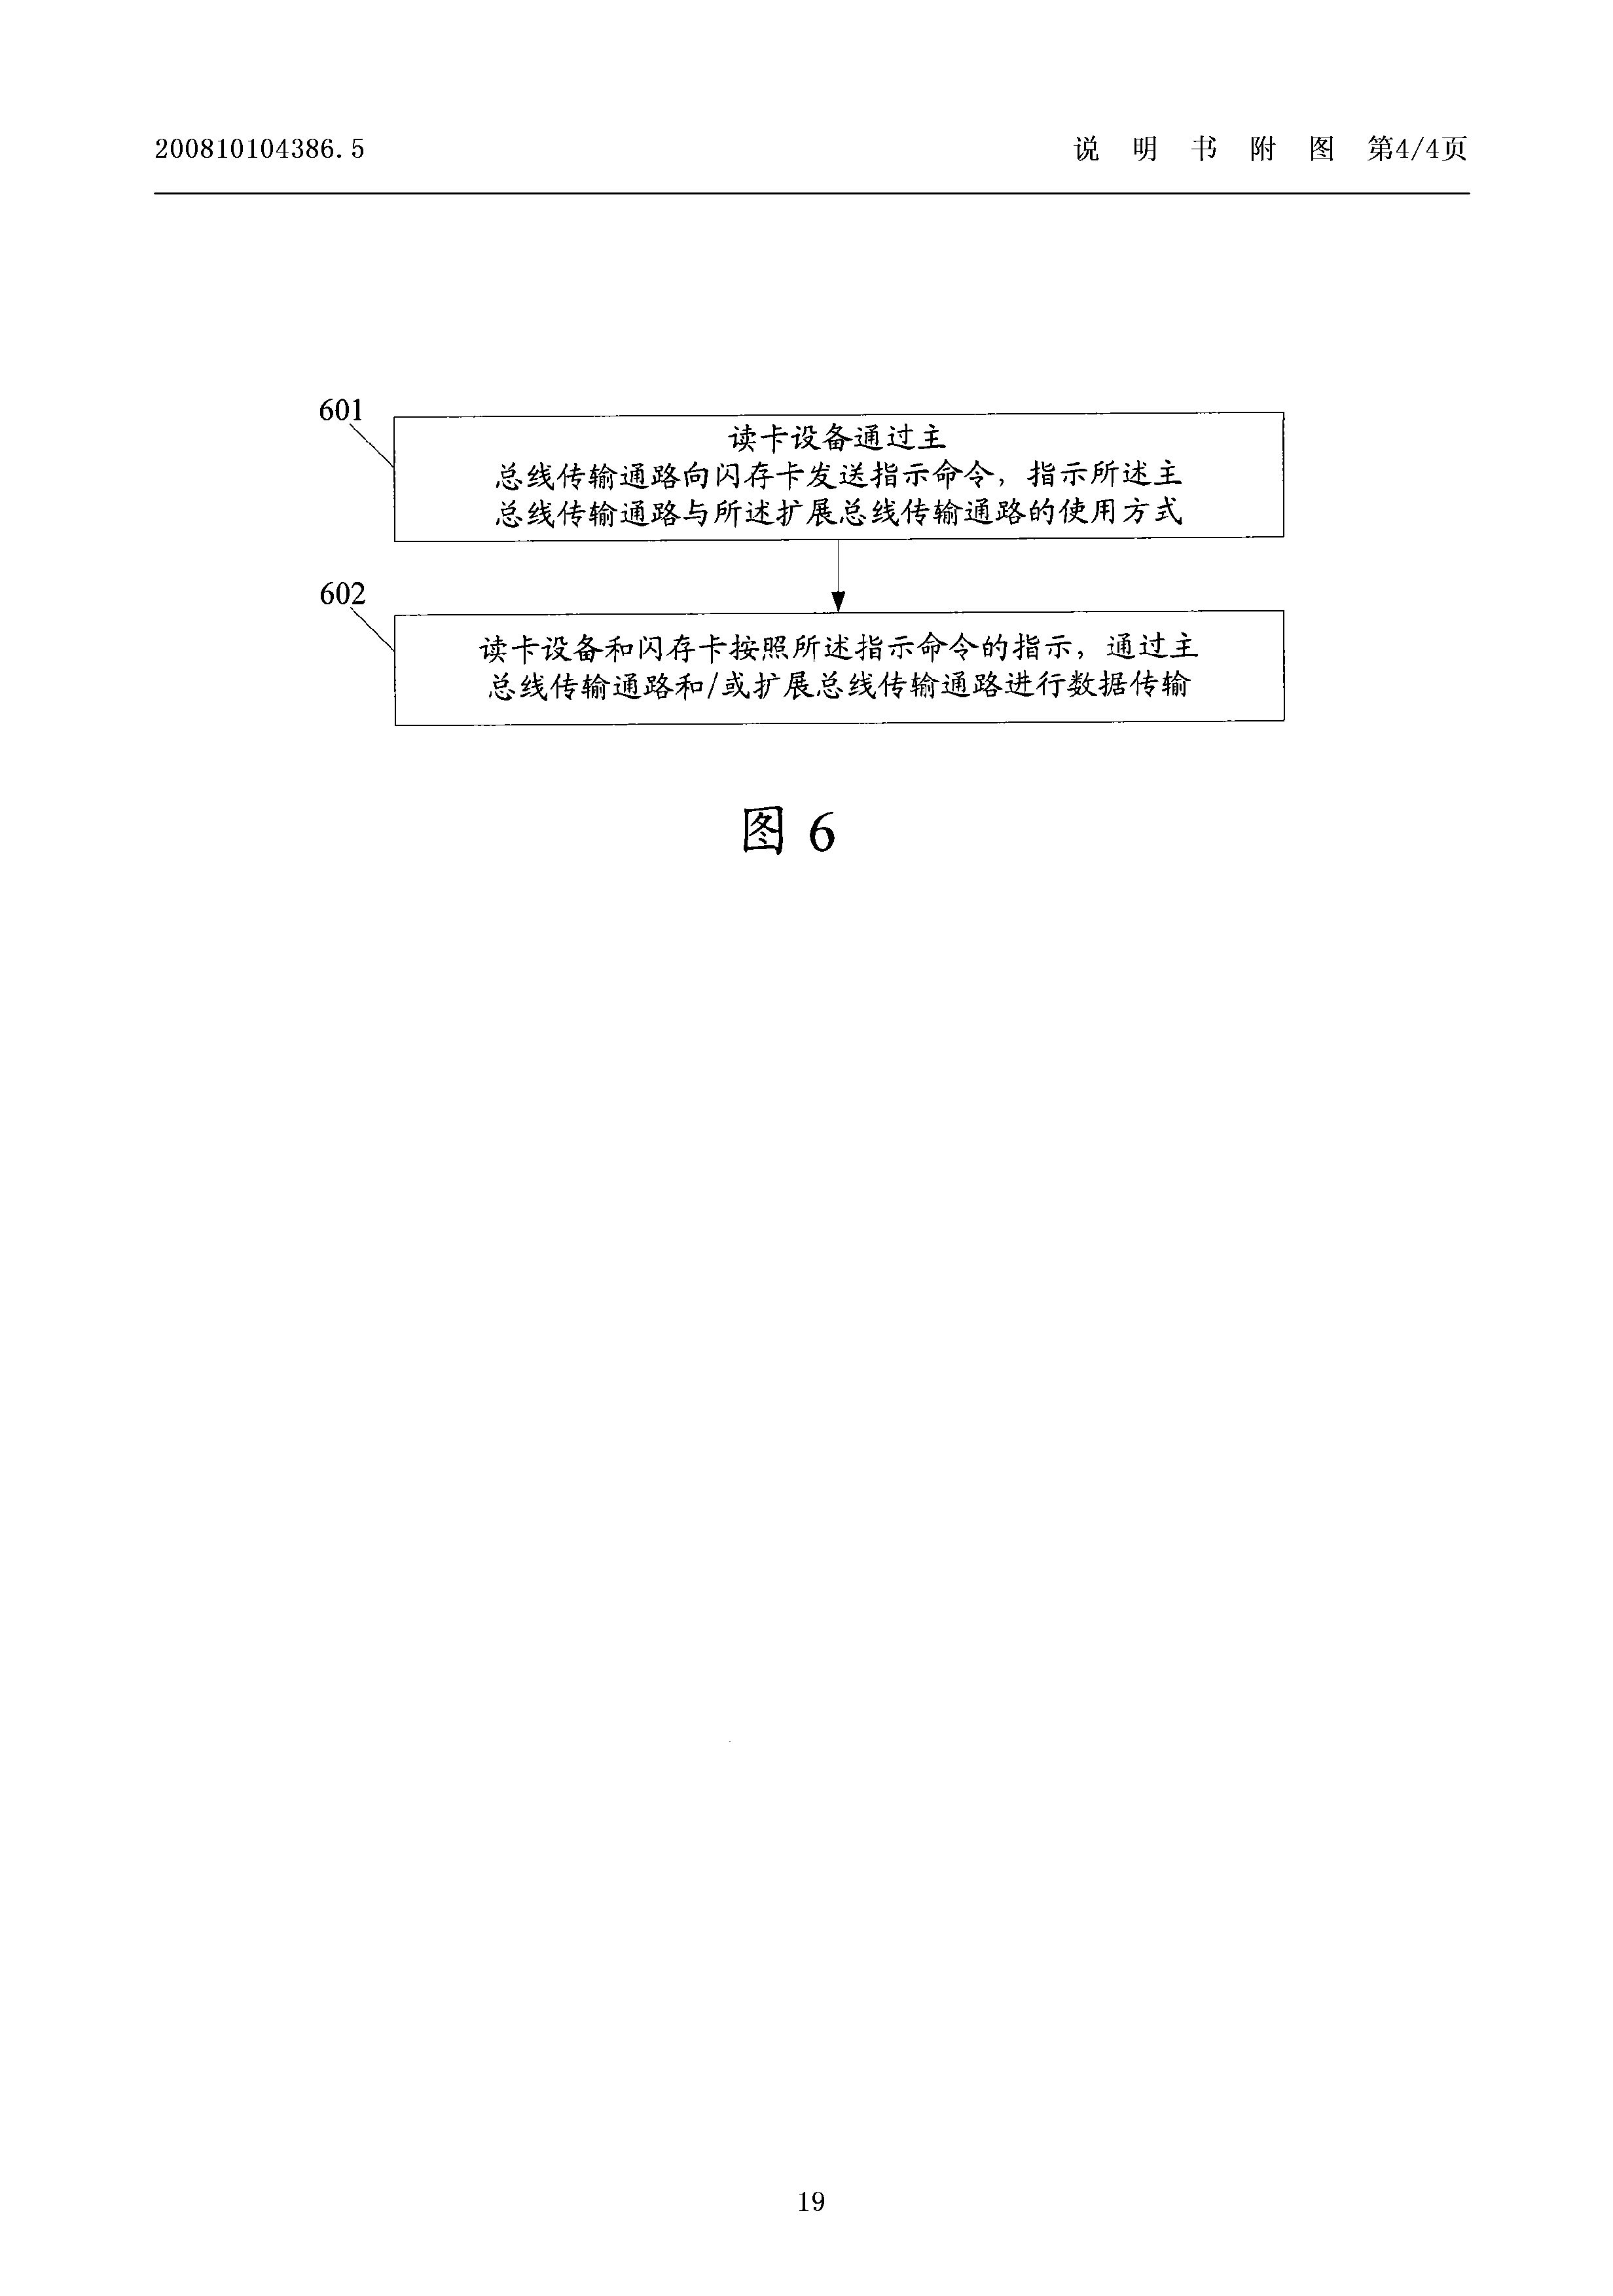 200810104386.5
说 明 书 附 图 第4/4页
601
读卡设备通过主
总线传输通路向闪存卡发送指示命令，指示所述主
总线传输通路与所述扩展总线传输通路的使用方式
602
读卡设备和闪存卡按照所述指示命令的指示，通过主
总线传输通路和/或扩展总线传输通路进行数据传输
图 6
19